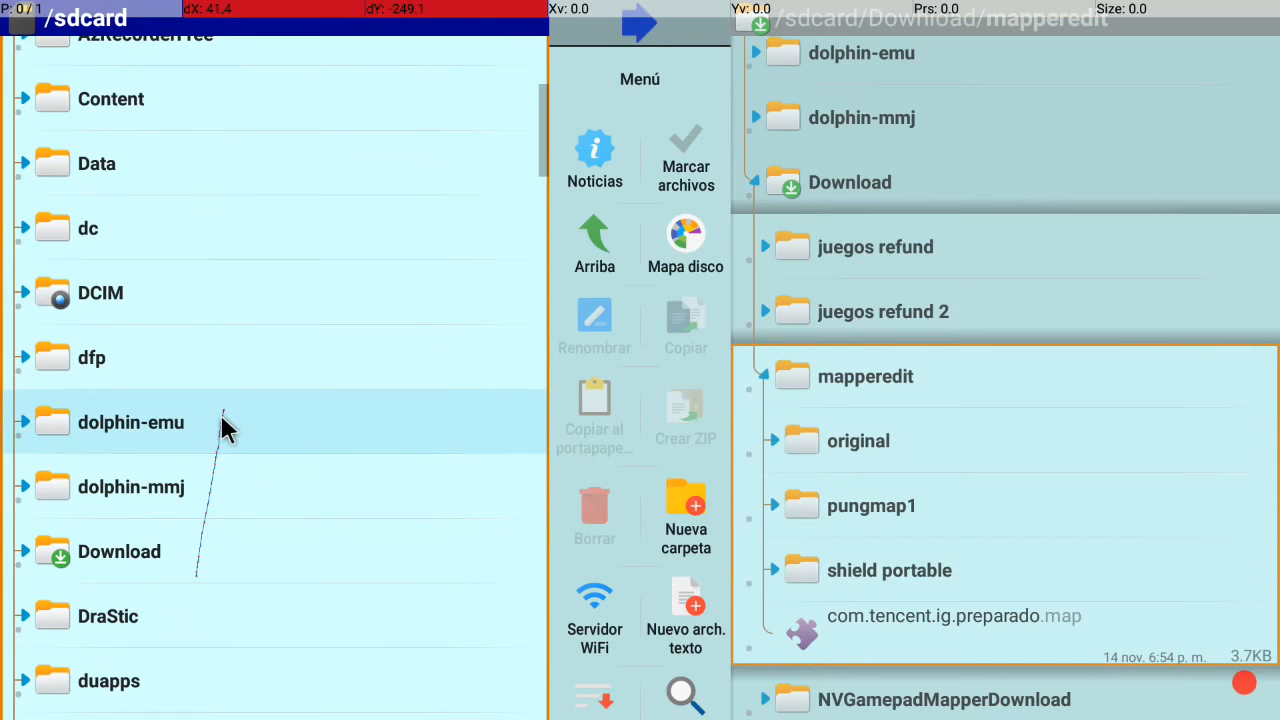 P: 0 / 1
dX: 41.4
dY: -249.1
Xv: 0.0
Yv: 0.0
Prs: 0.0
Size: 0.0
/sdcard
AzRecorderFree
Content
Data
dc
DCIM
dfp
dolphin-emu
dolphin-mmj
Download
DraStic
duapps
Menú
Noticias
Marcar
archivos
Arriba
Mapa disco
Renombrar
Copiar
Copiar al
portapape...
Crear ZIP
Borrar
Nueva
carpeta
Servidor
WiFi
Nuevo arch.
texto
/sdcard/Download/mapperedit
dolphin-emu
dolphin-mmj
Download
juegos refund
juegos refund 2
mapperedit
original
pungmap1
shield portable
com.tencent.ig.preparado.map
14 nov. 6:54 p. m.
3.7KB
NVGamepadMapperDownload